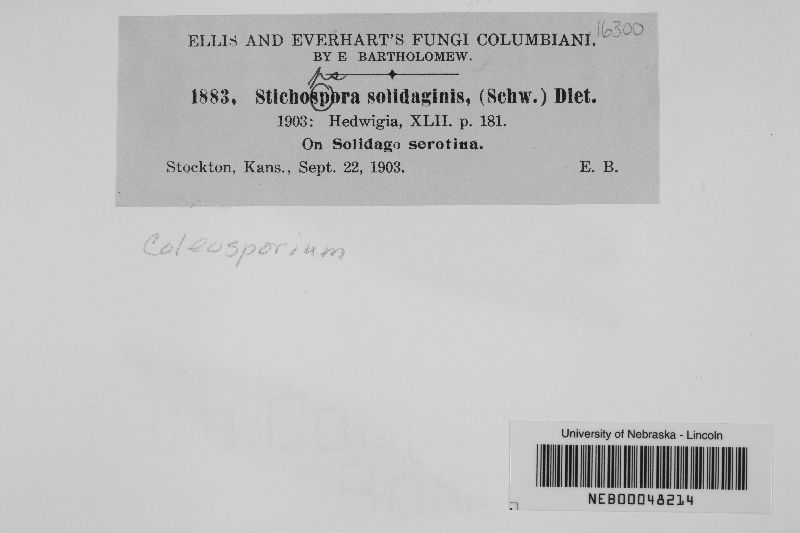 16300
ELLIS AND EVERHART'S FUNGI COLUMBIANI.
BY E BARTHOLOMEW.
ps
1883. Stichospora solidaginis, (Schw.) Diet.
1903: Hedwigia, XLII. p. 181.
On Solidago serotina.
Stockton, Kans., Sept. 22, 1903. E. B.
Coleosporium
University of Nebraska - Lincoln
NEB00048214